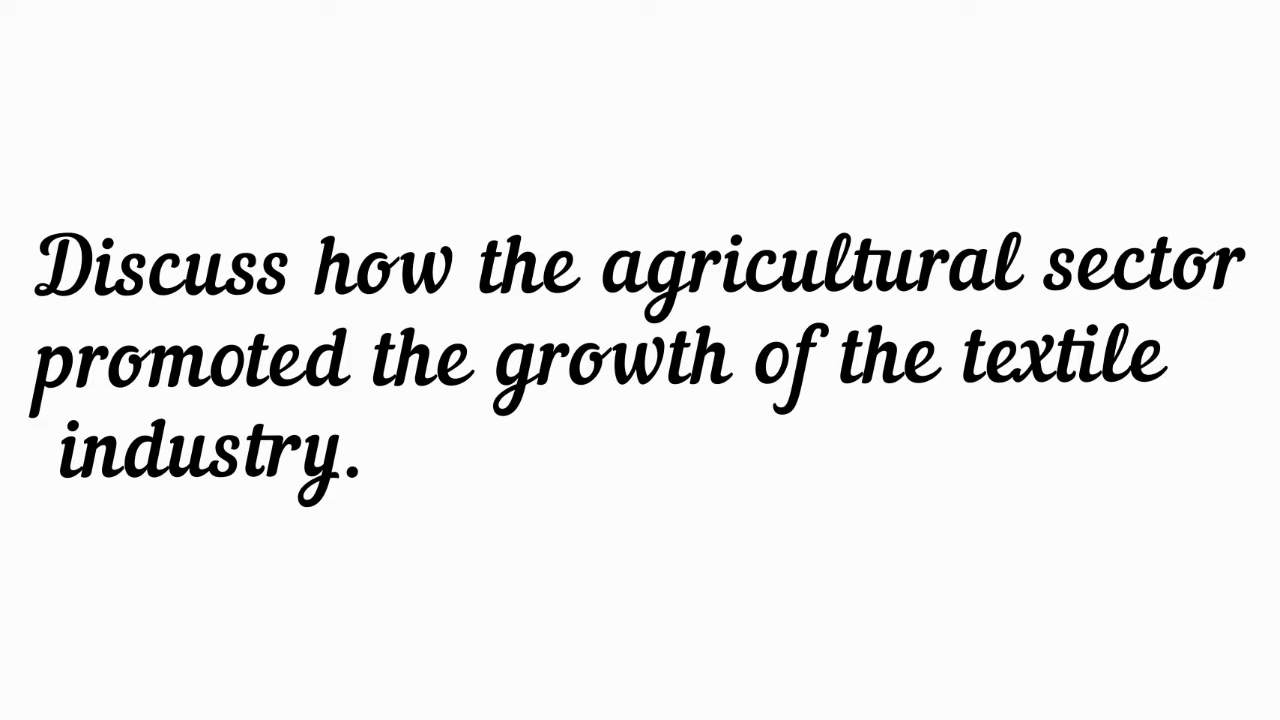 Discuss how the agricultural sector
promoted the growth of the textile
industry.